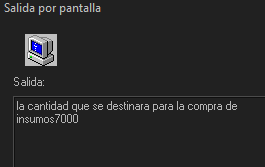 Salida por pantalla
Salida:
la cantidad que se destinara para la compra de
insumos7000